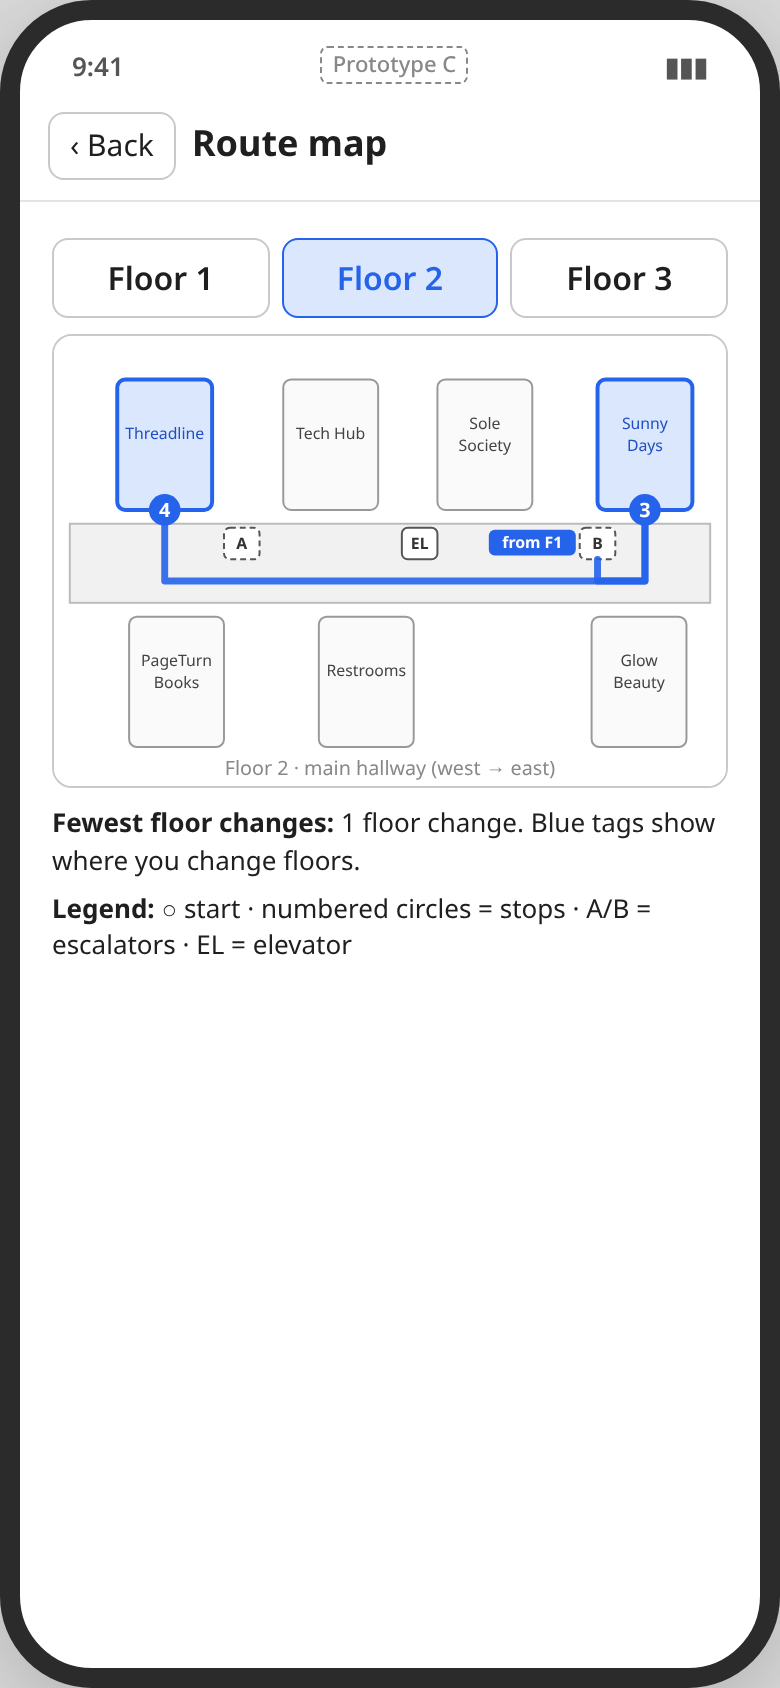 9:41
Prototype C
‹ Back
Route map
Floor 1
Floor 2
Floor 3
Threadline
Tech Hub
Sole
Society
Sunny
Days
4
3
A
EL
from F1
B
PageTurn
Books
Restrooms
Glow
Beauty
Floor 2 · main hallway (west → east)
Fewest floor changes: 1 floor change. Blue tags show
where you change floors.
Legend: ○ start · numbered circles = stops · A/B =
escalators · EL = elevator